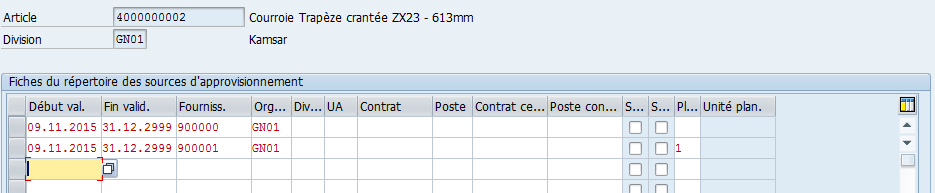 Article 4000000002 Courroie Trapèze crantée ZX23 - 613mm
Division GN01 Kamsar
Fiches du répertoire des sources d'approvisionnement
Début val. Fin valid. Fourniss. Org... Div... UA Contrat Poste Contrat ce... Poste con... S... S... Pl... Unité plan.
09.11.2015 31.12.2999 900000 GN01
09.11.2015 31.12.2999 900001 GN01 1